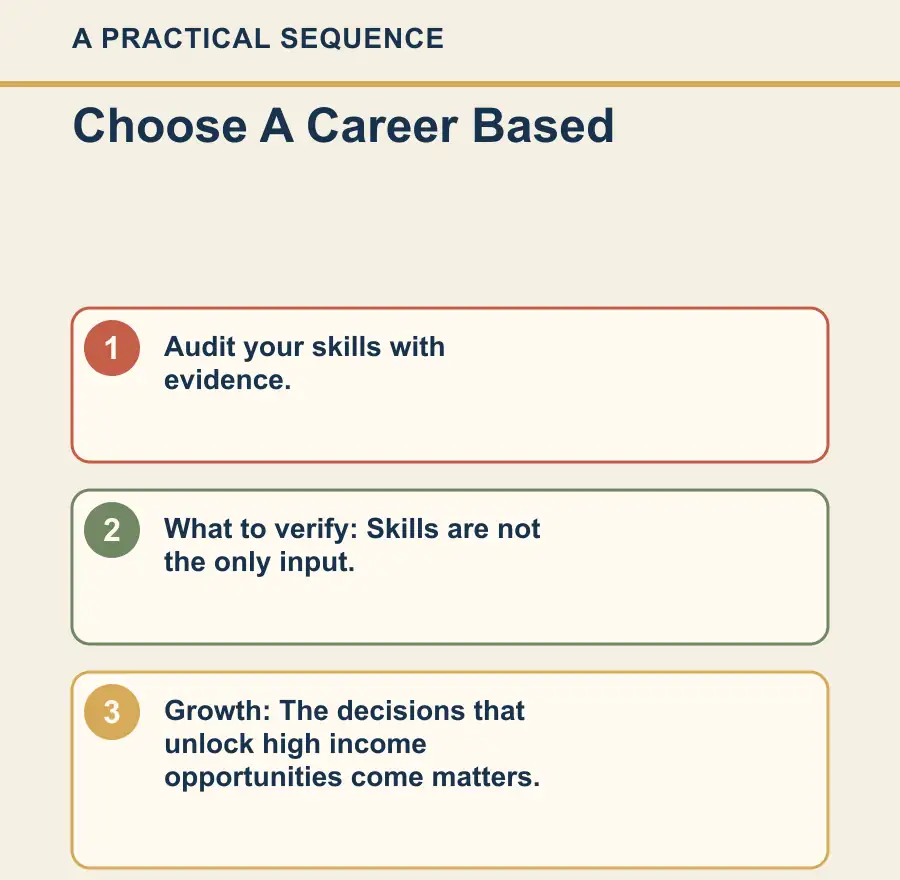 A PRACTICAL SEQUENCE
Choose A Career Based
1
Audit your skills with
evidence.
2
What to verify: Skills are not
the only input.
3
Growth: The decisions that
unlock high income
opportunities come matters.